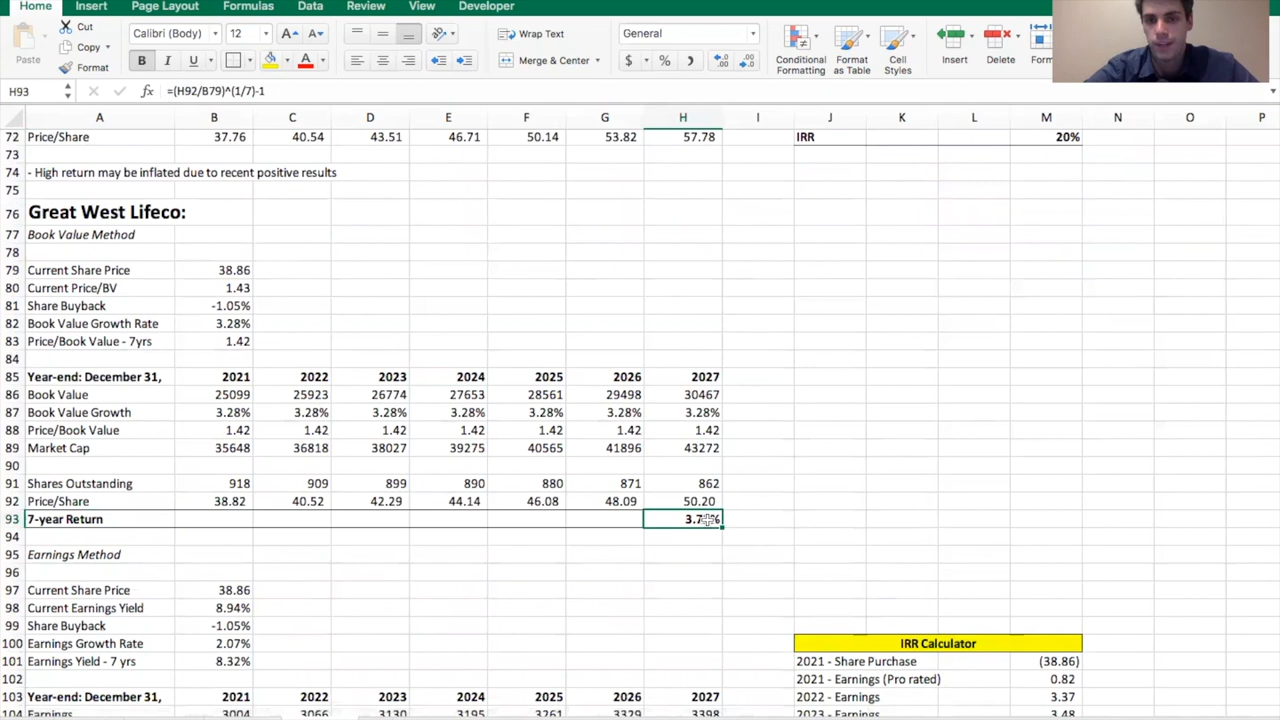 Home Insert Page Layout Formulas Data Review View Developer
Paste Cut Copy Format Calibri (Body) 12 A A B I U A Wrap Text Merge & Center General $ % Conditional Formatting Format as Table Cell Styles Insert Delete
H93 fx =(H92/B79)^(1/7)-1
A B C D E F G H I J K L M N O P
72 Price/Share 37.76 40.54 43.51 46.71 50.14 53.82 57.78 IRR 20%
73
74 - High return may be inflated due to recent positive results
75
76 Great West Lifeco:
77 Book Value Method
78
79 Current Share Price 38.86
80 Current Price/BV 1.43
81 Share Buyback -1.05%
82 Book Value Growth Rate 3.28%
83 Price/Book Value - 7yrs 1.42
84
85 Year-end: December 31, 2021 2022 2023 2024 2025 2026 2027
86 Book Value 25099 25923 26774 27653 28561 29498 30467
87 Book Value Growth 3.28% 3.28% 3.28% 3.28% 3.28% 3.28% 3.28%
88 Price/Book Value 1.42 1.42 1.42 1.42 1.42 1.42 1.42
89 Market Cap 35648 36818 38027 39275 40565 41896 43272
90
91 Shares Outstanding 918 909 899 890 880 871 862
92 Price/Share 38.82 40.52 42.29 44.14 46.08 48.09 50.20
93 7-year Return
94
95 Earnings Method
96
97 Current Share Price 38.86
98 Current Earnings Yield 8.94%
99 Share Buyback -1.05%
100 Earnings Growth Rate 2.07% IRR Calculator
101 Earnings Yield - 7 yrs 8.32% 2021 - Share Purchase (38.86)
102 2021 - Earnings (Pro rated) 0.82
103 Year-end: December 31, 2021 2022 2023 2024 2025 2026 2027 2022 - Earnings 3.37
104 Earnings 3004 3066 3130 3195 3261 3329 3398 2023 - Earnings 3.48